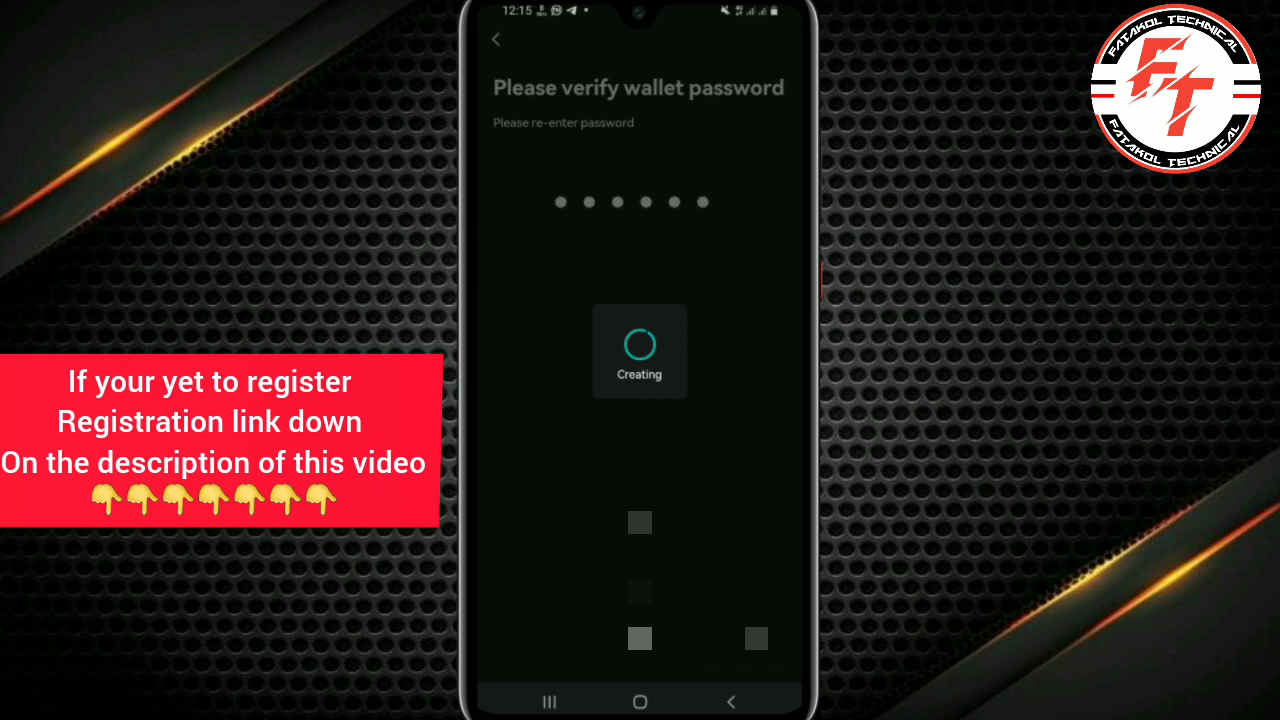 12:15
FATAKOL TECHNICAL
FT
FATAKOL TECHNICAL
Please verify wallet password
Please re-enter password
Creating
If your yet to register
Registration link down
On the description of this video
👇👇👇👇👇👇👇